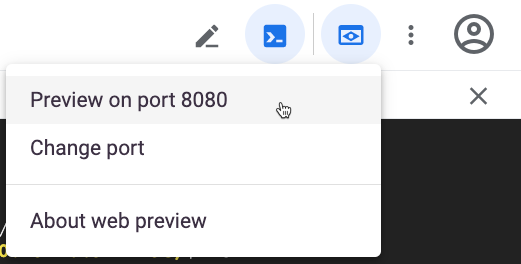 Preview on port 8080
Change port
About web preview